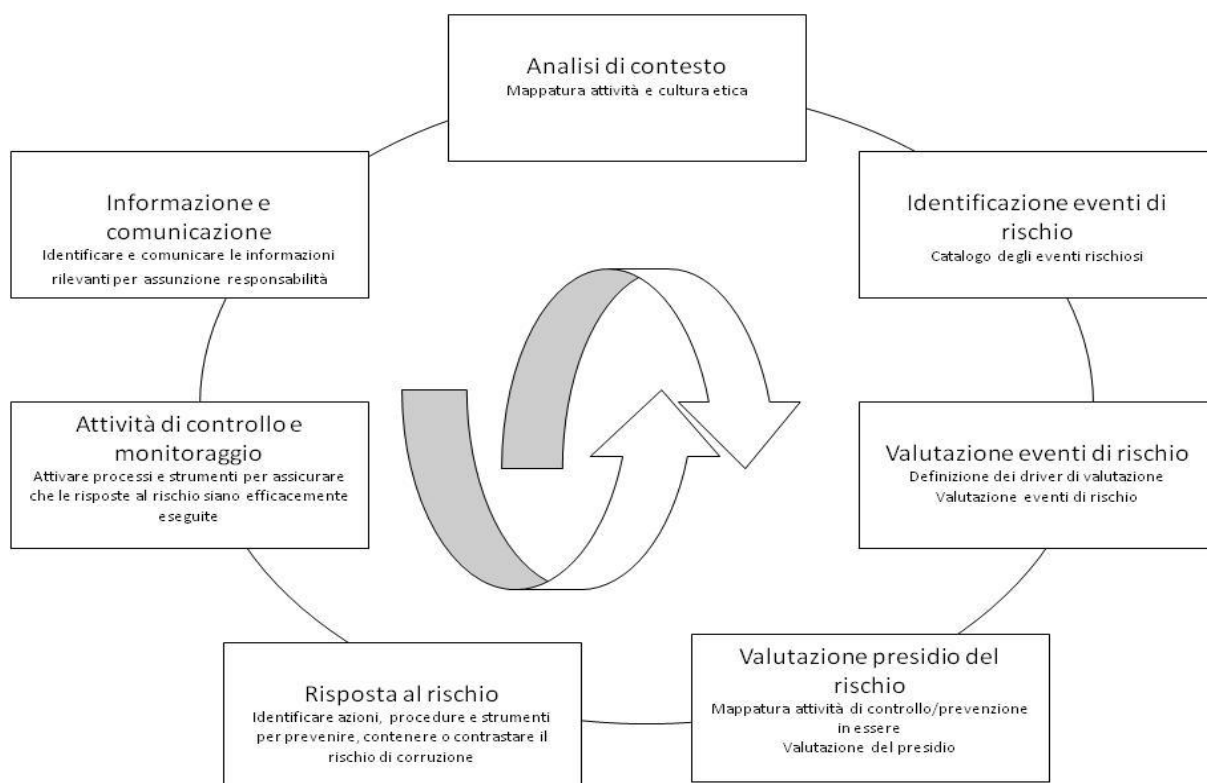 Analisi di contesto
Mappatura attività e cultura etica
Identificazione eventi di
rischio
Catalogo degli eventi rischiosi
Valutazione eventi di rischio
Definizione dei driver di valutazione
Valutazione eventi di rischio
Valutazione presidio del
rischio
Mappatura attività di controllo/prevenzione
in essere
Valutazione del presidio
Risposta al rischio
Identificare azioni, procedure e strumenti
per prevenire, contenere o contrastare il
rischio di corruzione
Attività di controllo e
monitoraggio
Attivare processi e strumenti per assicurare
che le risposte al rischio siano efficacemente
eseguite
Informazione e
comunicazione
Identificare e comunicare le informazioni
rilevanti per assunzione responsabilità